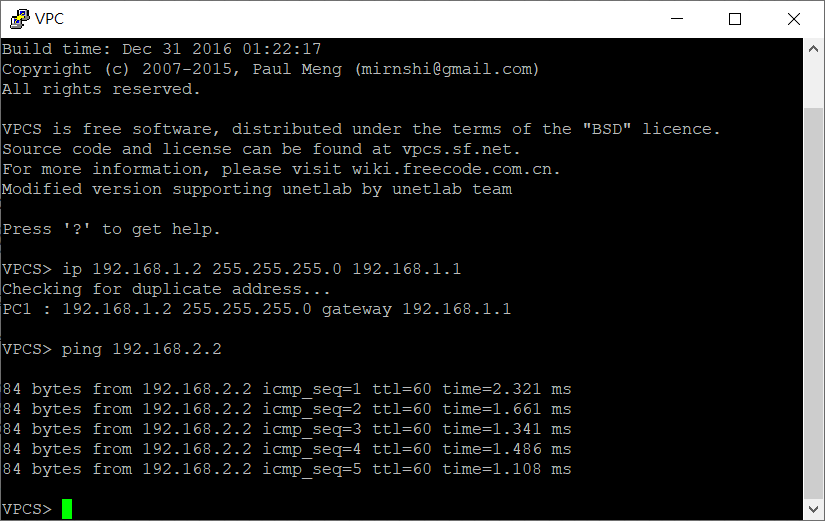 VPC
Build time: Dec 31 2016 01:22:17
Copyright (c) 2007-2015, Paul Meng (mirnshi@gmail.com)
All rights reserved.
VPCS is free software, distributed under the terms of the "BSD" licence.
Source code and license can be found at vpcs.sf.net.
For more information, please visit wiki.freecode.com.cn.
Modified version supporting unetlab by unetlab team
Press '?' to get help.
VPCS> ip 192.168.1.2 255.255.255.0 192.168.1.1
Checking for duplicate address...
PC1 : 192.168.1.2 255.255.255.0 gateway 192.168.1.1
VPCS> ping 192.168.2.2
84 bytes from 192.168.2.2 icmp_seq=1 ttl=60 time=2.321 ms
84 bytes from 192.168.2.2 icmp_seq=2 ttl=60 time=1.661 ms
84 bytes from 192.168.2.2 icmp_seq=3 ttl=60 time=1.341 ms
84 bytes from 192.168.2.2 icmp_seq=4 ttl=60 time=1.486 ms
84 bytes from 192.168.2.2 icmp_seq=5 ttl=60 time=1.108 ms
VPCS>